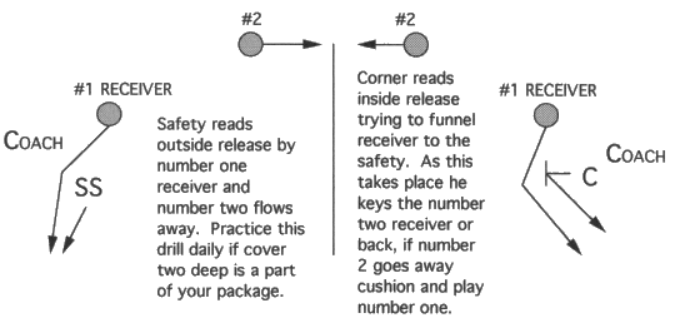 #2
#2
#1 RECEIVER
COACH
SS
Safety reads
outside release by
number one
receiver and
number two flows
away. Practice this
drill daily if cover
two deep is a part
of your package.
Corner reads
inside release
trying to funnel
receiver to the
safety. As this
takes place he
keys the number
two receiver or
back, if number
2 goes away
cushion and play
number one.
#1 RECEIVER
COACH
C